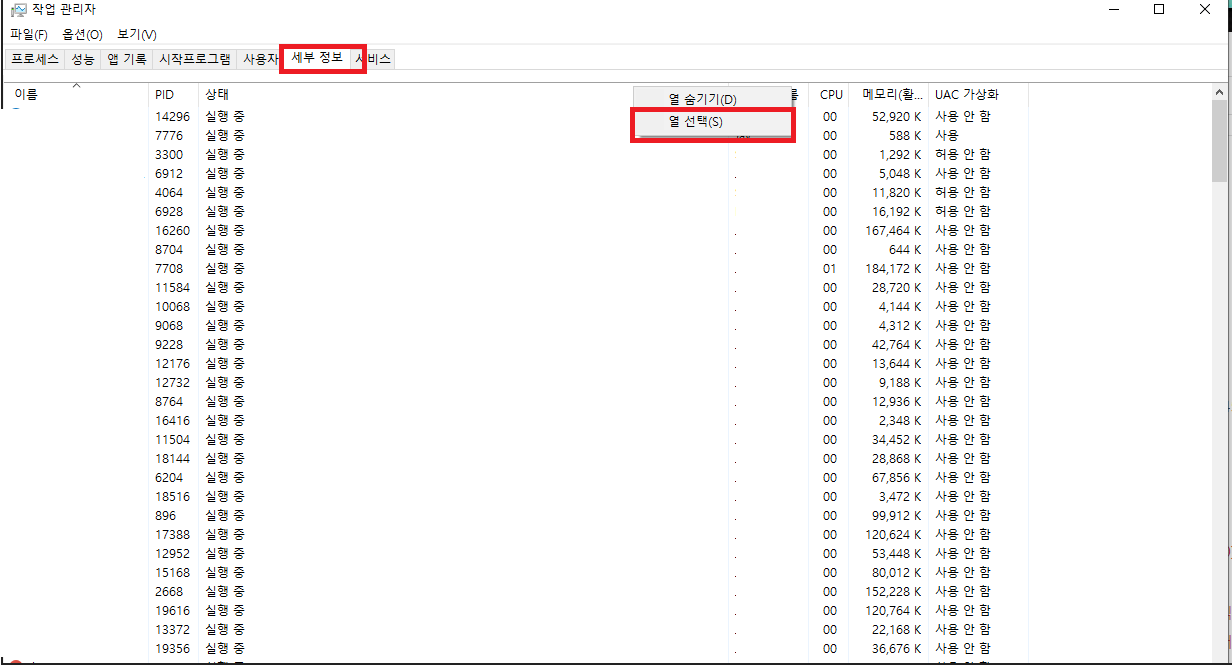 작업 관리자
파일(F) 옵션(O) 보기(V)
프로세스 성능 앱 기록 시작프로그램 사용자 세부 정보 서비스
이름 PID 상태 CPU 메모리(활... UAC 가상화
열 숨기기(D)
열 선택(S)
14296 실행 중 00 52,920 K 사용 안 함
7776 실행 중 00 588 K 사용
3300 실행 중 00 1,292 K 허용 안 함
6912 실행 중 00 5,048 K 사용 안 함
4064 실행 중 00 11,820 K 허용 안 함
6928 실행 중 00 16,192 K 허용 안 함
16260 실행 중 00 167,464 K 사용 안 함
8704 실행 중 00 644 K 사용 안 함
7708 실행 중 01 184,172 K 사용 안 함
11584 실행 중 00 28,720 K 사용 안 함
10068 실행 중 00 4,144 K 사용 안 함
9068 실행 중 00 4,312 K 사용 안 함
9228 실행 중 00 42,764 K 사용 안 함
12176 실행 중 00 13,644 K 사용 안 함
12732 실행 중 00 9,188 K 사용 안 함
8764 실행 중 00 12,936 K 사용 안 함
16416 실행 중 00 2,348 K 사용 안 함
11504 실행 중 00 34,452 K 사용 안 함
18144 실행 중 00 28,868 K 사용 안 함
6204 실행 중 00 67,856 K 사용 안 함
18516 실행 중 00 3,472 K 사용 안 함
896 실행 중 00 99,912 K 사용 안 함
17388 실행 중 00 120,624 K 사용 안 함
12952 실행 중 00 53,448 K 사용 안 함
15168 실행 중 00 80,012 K 사용 안 함
2668 실행 중 00 152,228 K 사용 안 함
19616 실행 중 00 120,764 K 사용 안 함
13372 실행 중 00 22,168 K 사용 안 함
19356 실행 중 00 36,676 K 사용 안 함